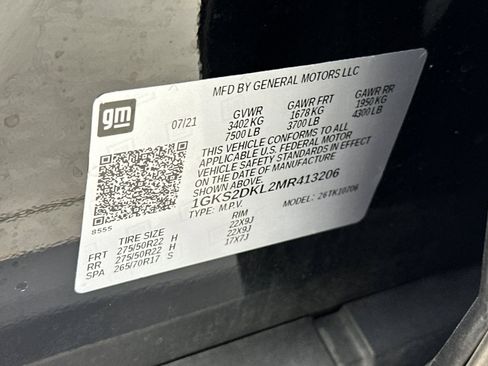 MFD BY GENERAL MOTORS LLC
gm
07/21 GVWR GAWR FRT GAWR RR
3402 KG 1678 KG 1950 KG
7500 LB 3700 LB 4300 LB
THIS VEHICLE CONFORMS TO ALL
APPLICABLE U.S. FEDERAL MOTOR
VEHICLE SAFETY STANDARDS IN EFFECT
ON THE DATE OF MANUFACTURE SHOWN ABOVE.
1GKS2DKL2MR413206
TYPE: M.P.V. MODEL: 26TK10206
8555
TIRE SIZE RIM
FRT 275/50R22 H 22X9J
RR 275/50R22 H 22X9J
SPA 265/70R17 S 17X7J